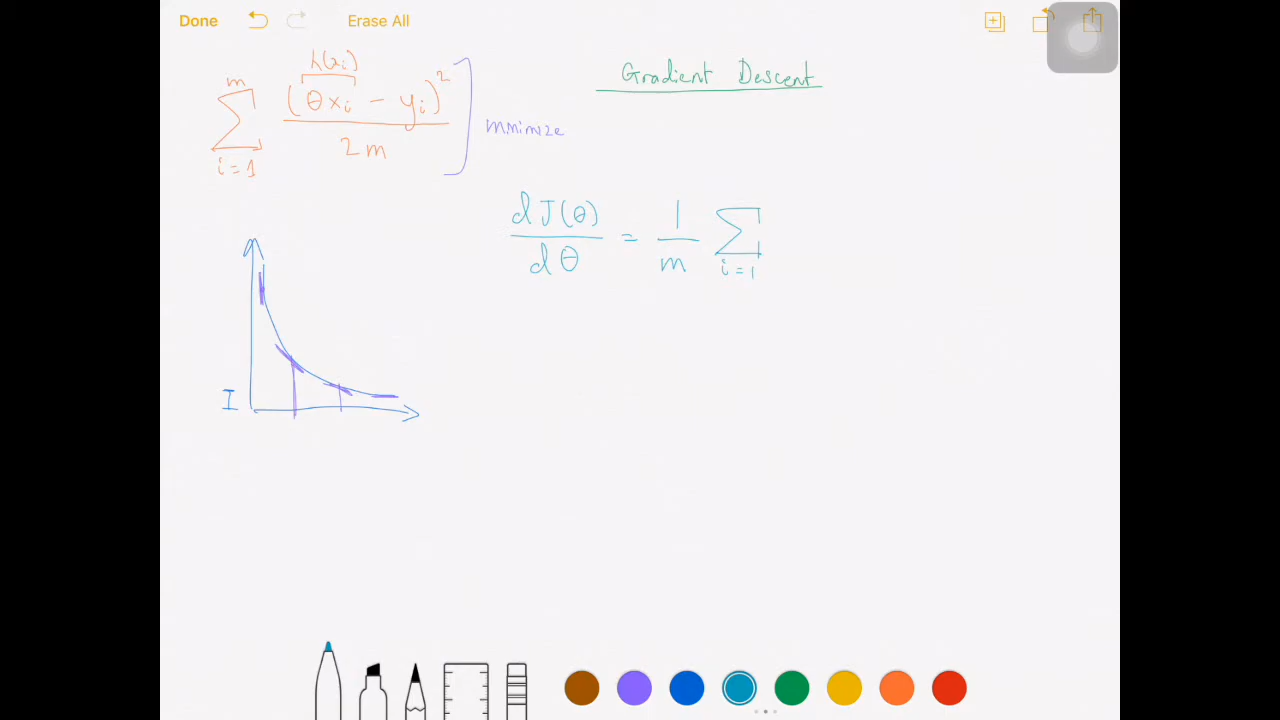 Done Erase All
Gradient Descent
h(xi)
m
∑ (θxi - yi)²
i=1 2m
minimize
dJ(θ) / dθ = 1/m ∑
i=1
I